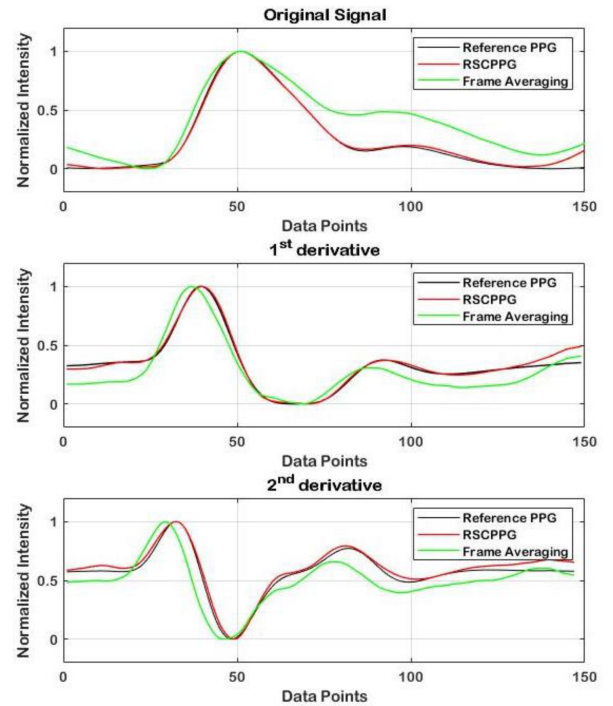 Original Signal
Normalized Intensity
1
0.5
0
Reference PPG
RSCPPG
Frame Averaging
0 50 100 150
Data Points
1st derivative
Normalized Intensity
1
0.5
0
Reference PPG
RSCPPG
Frame Averaging
0 50 100 150
Data Points
2nd derivative
Normalized Intensity
1
0.5
0
Reference PPG
RSCPPG
Frame Averaging
0 50 100 150
Data Points